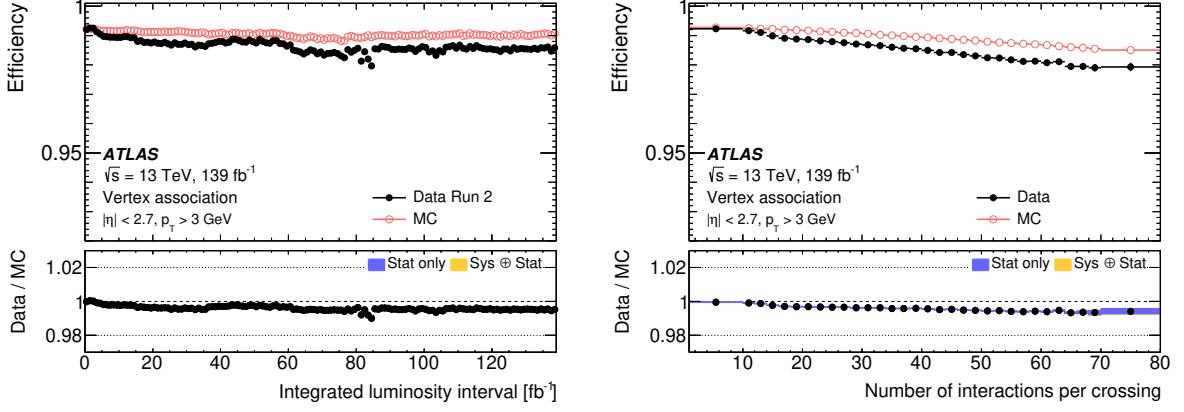 Efficiency
1
0.95
ATLAS
√s = 13 TeV, 139 fb⁻¹
Vertex association
|η| < 2.7, p_T > 3 GeV
Data Run 2
MC
Data / MC
1.02
1
0.98
Stat only
Sys ⊕ Stat
0 20 40 60 80 100 120
Integrated luminosity interval [fb⁻¹]
Efficiency
1
0.95
ATLAS
√s = 13 TeV, 139 fb⁻¹
Vertex association
|η| < 2.7, p_T > 3 GeV
Data
MC
Data / MC
1.02
1
0.98
Stat only
Sys ⊕ Stat
10 20 30 40 50 60 70 80
Number of interactions per crossing